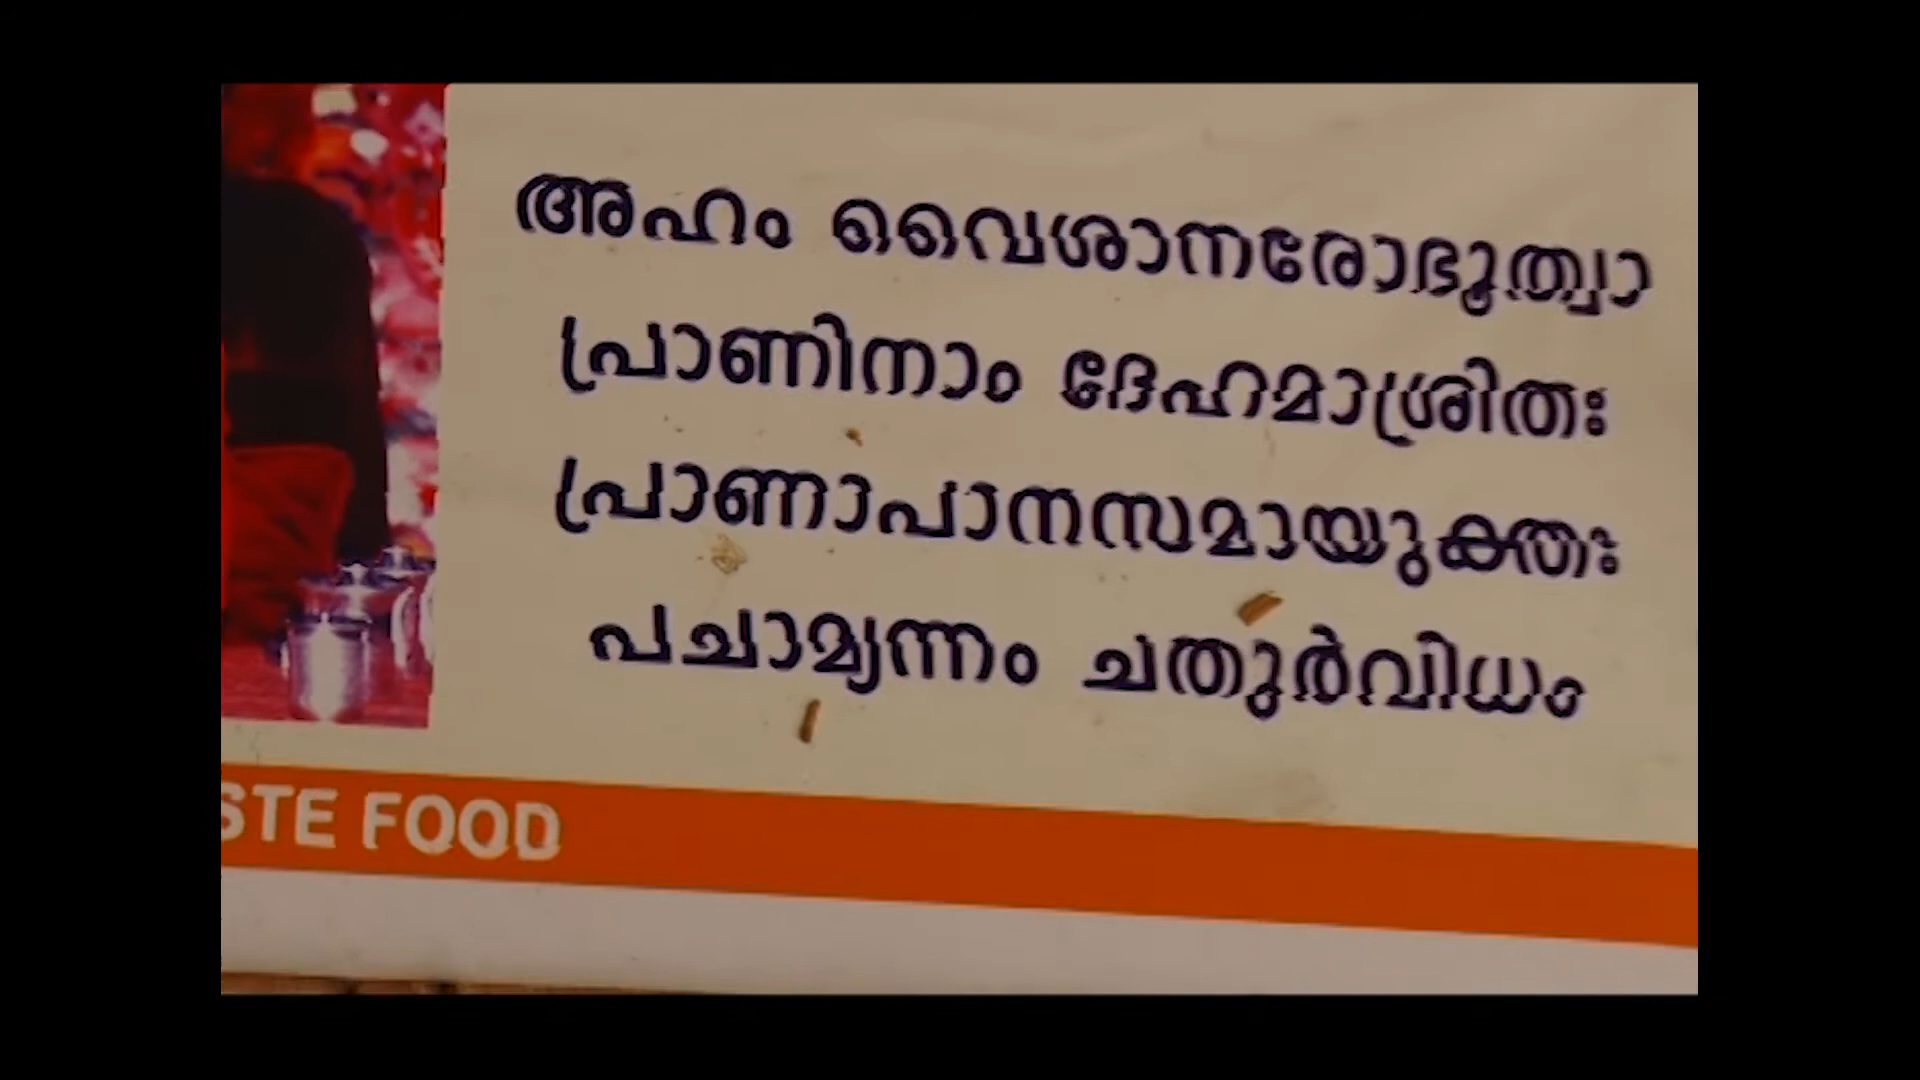 അഹം വൈശാനരോഭൂത്വാ
പ്രാണിനാം ദേഹമാശ്രിതഃ
പ്രാണാപാനസമായുക്തഃ
പചാമ്യന്നം ചതുർവിധം
STE FOOD